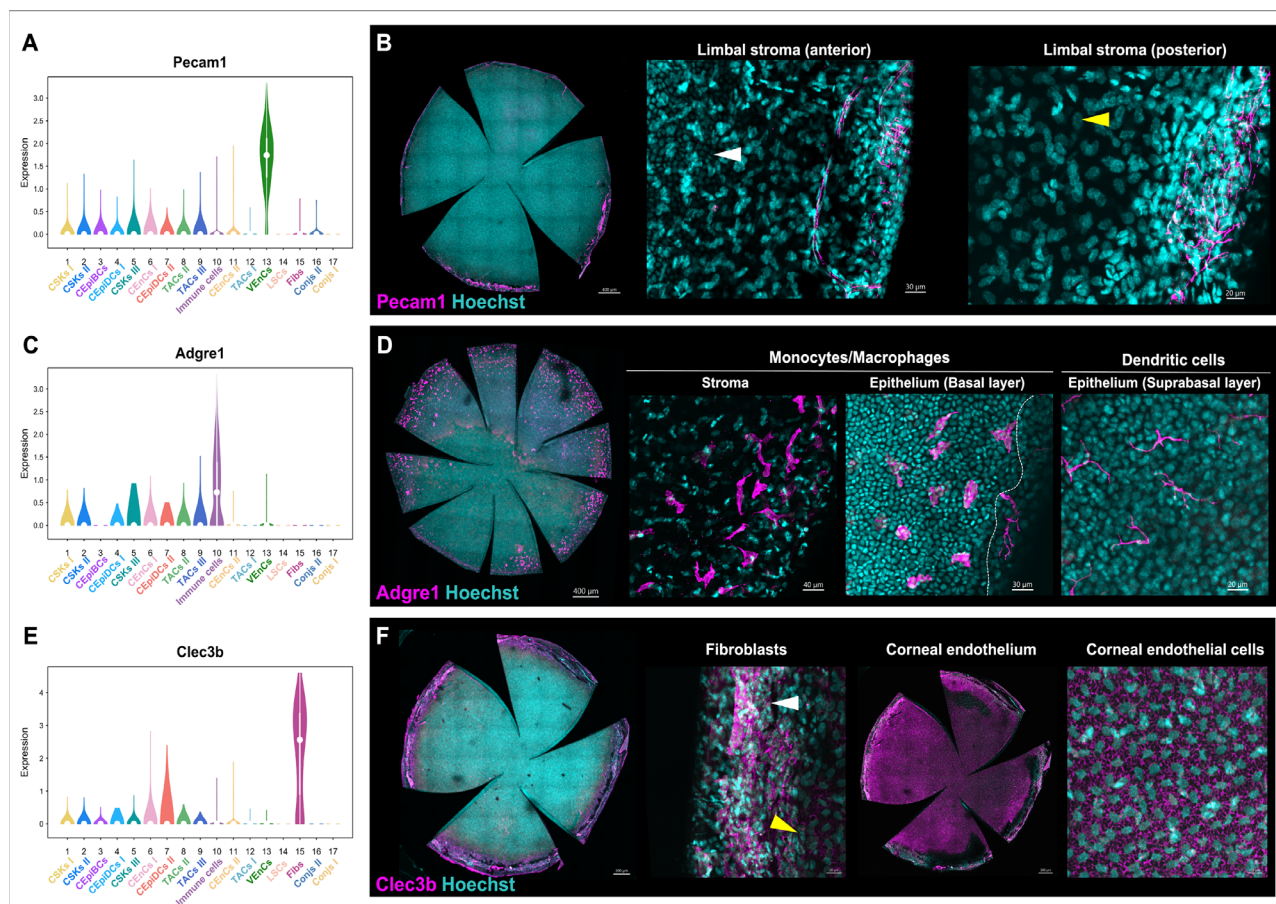 A
Pecam1
Expression
3.0
2.5
2.0
1.5
1.0
0.5
0.0
1 2 3 4 5 6 7 8 9 10 11 12 13 14 15 16 17
CSKs I
CSKs II
CEpiBCs
CEpiDCs I
CSKs III
CEnCs I
CEpiDCs II
TACs II
TACs III
Immune cells
CEnCs II
TACs I
VEnCs
LSCs
Fibs
Conjs II
Conjs I
B
Limbal stroma (anterior)
Limbal stroma (posterior)
Pecam1 Hoechst
30 µm
20 µm
C
Adgre1
Expression
3.0
2.5
2.0
1.5
1.0
0.5
0.0
1 2 3 4 5 6 7 8 9 10 11 12 13 14 15 16 17
CSKs I
CSKs II
CEpiBCs
CEpiDCs I
CSKs III
CEnCs I
CEpiDCs II
TACs II
TACs III
Immune cells
CEnCs II
TACs I
VEnCs
LSCs
Fibs
Conjs II
Conjs I
D
Monocytes/Macrophages
Dendritic cells
Stroma
Epithelium (Basal layer)
Epithelium (Suprabasal layer)
Adgre1 Hoechst
400 µm
40 µm
30 µm
20 µm
E
Clec3b
Expression
4
3
2
1
0
1 2 3 4 5 6 7 8 9 10 11 12 13 14 15 16 17
CSKs I
CSKs II
CEpiBCs
CEpiDCs I
CSKs III
CEnCs I
CEpiDCs II
TACs II
TACs III
Immune cells
CEnCs II
TACs I
VEnCs
LSCs
Fibs
Conjs II
Conjs I
F
Fibroblasts
Corneal endothelium
Corneal endothelial cells
Clec3b Hoechst